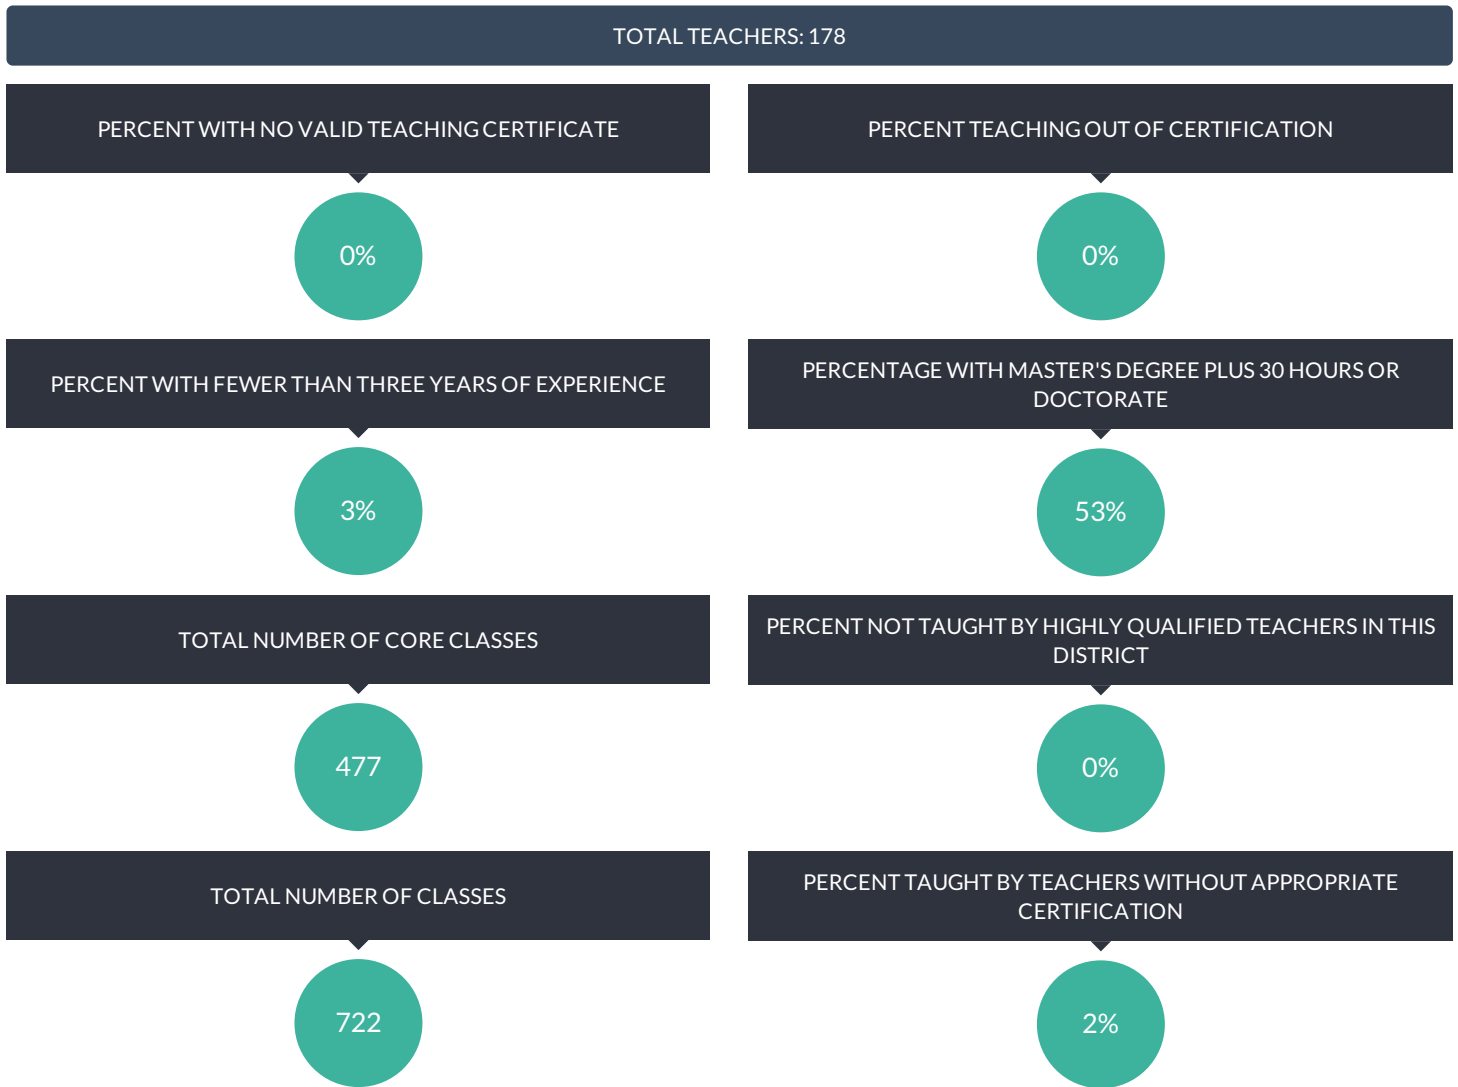 TOTAL TEACHERS: 178
PERCENT WITH NO VALID TEACHING CERTIFICATE
0%
PERCENT TEACHING OUT OF CERTIFICATION
0%
PERCENT WITH FEWER THAN THREE YEARS OF EXPERIENCE
3%
PERCENTAGE WITH MASTER'S DEGREE PLUS 30 HOURS OR
DOCTORATE
53%
TOTAL NUMBER OF CORE CLASSES
477
PERCENT NOT TAUGHT BY HIGHLY QUALIFIED TEACHERS IN THIS
DISTRICT
0%
TOTAL NUMBER OF CLASSES
722
PERCENT TAUGHT BY TEACHERS WITHOUT APPROPRIATE
CERTIFICATION
2%